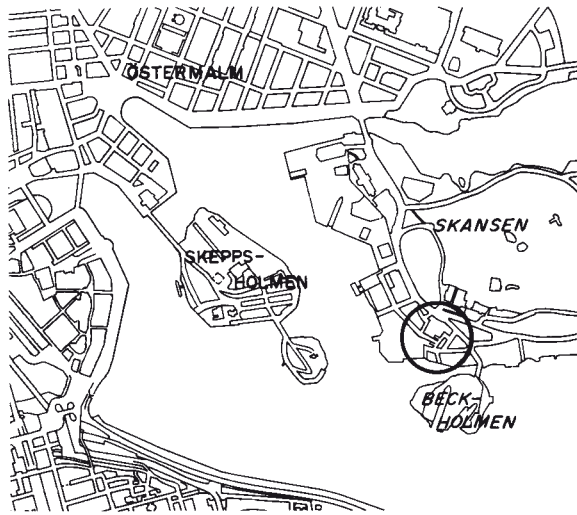 ÖSTERMALM
SKANSEN
SKEPPS-
HOLMEN
BECK-
HOLMEN